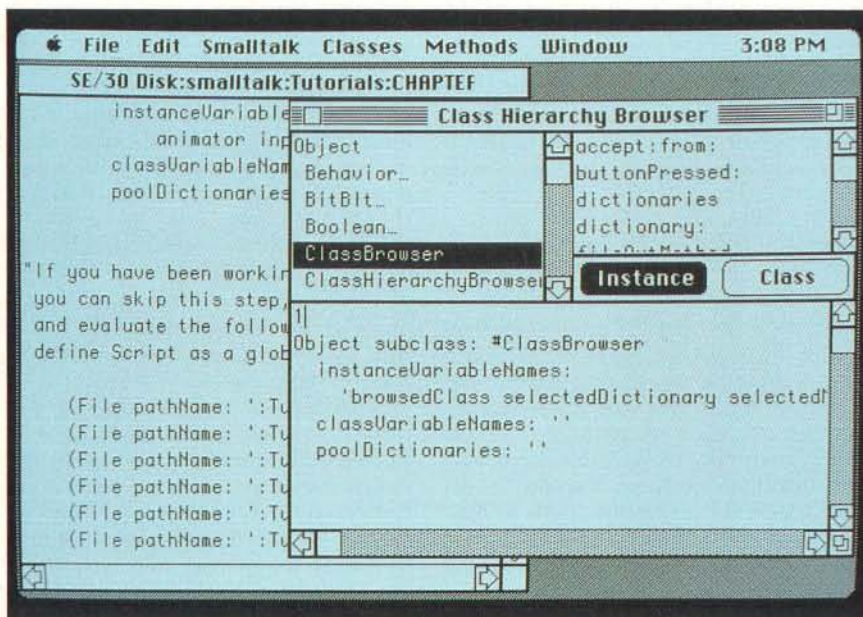 File Edit Smalltalk Classes Methods Window 3:08 PM
SE/30 Disk:smalltalk:Tutorials:CHAPTEF
instanceVariable
animator inp
classVariableNam
poolDictionaries
"If you have been workin
you can skip this step,
and evaluate the follow
define Script as a glob
(File pathName: ':Tu
(File pathName: ':Tu
(File pathName: ':Tu
(File pathName: ':Tu
(File pathName: ':Tu
(File pathName: ':Tu
Class Hierarchy Browser
Object
Behavior…
BitBlt…
Boolean…
ClassBrowser
ClassHierarchyBrowser
accept:from:
buttonPressed:
dictionaries
dictionary:
Instance Class
1
Object subclass: #ClassBrowser
instanceVariableNames:
'browsedClass selectedDictionary selected
classVariableNames: ''
poolDictionaries: ''